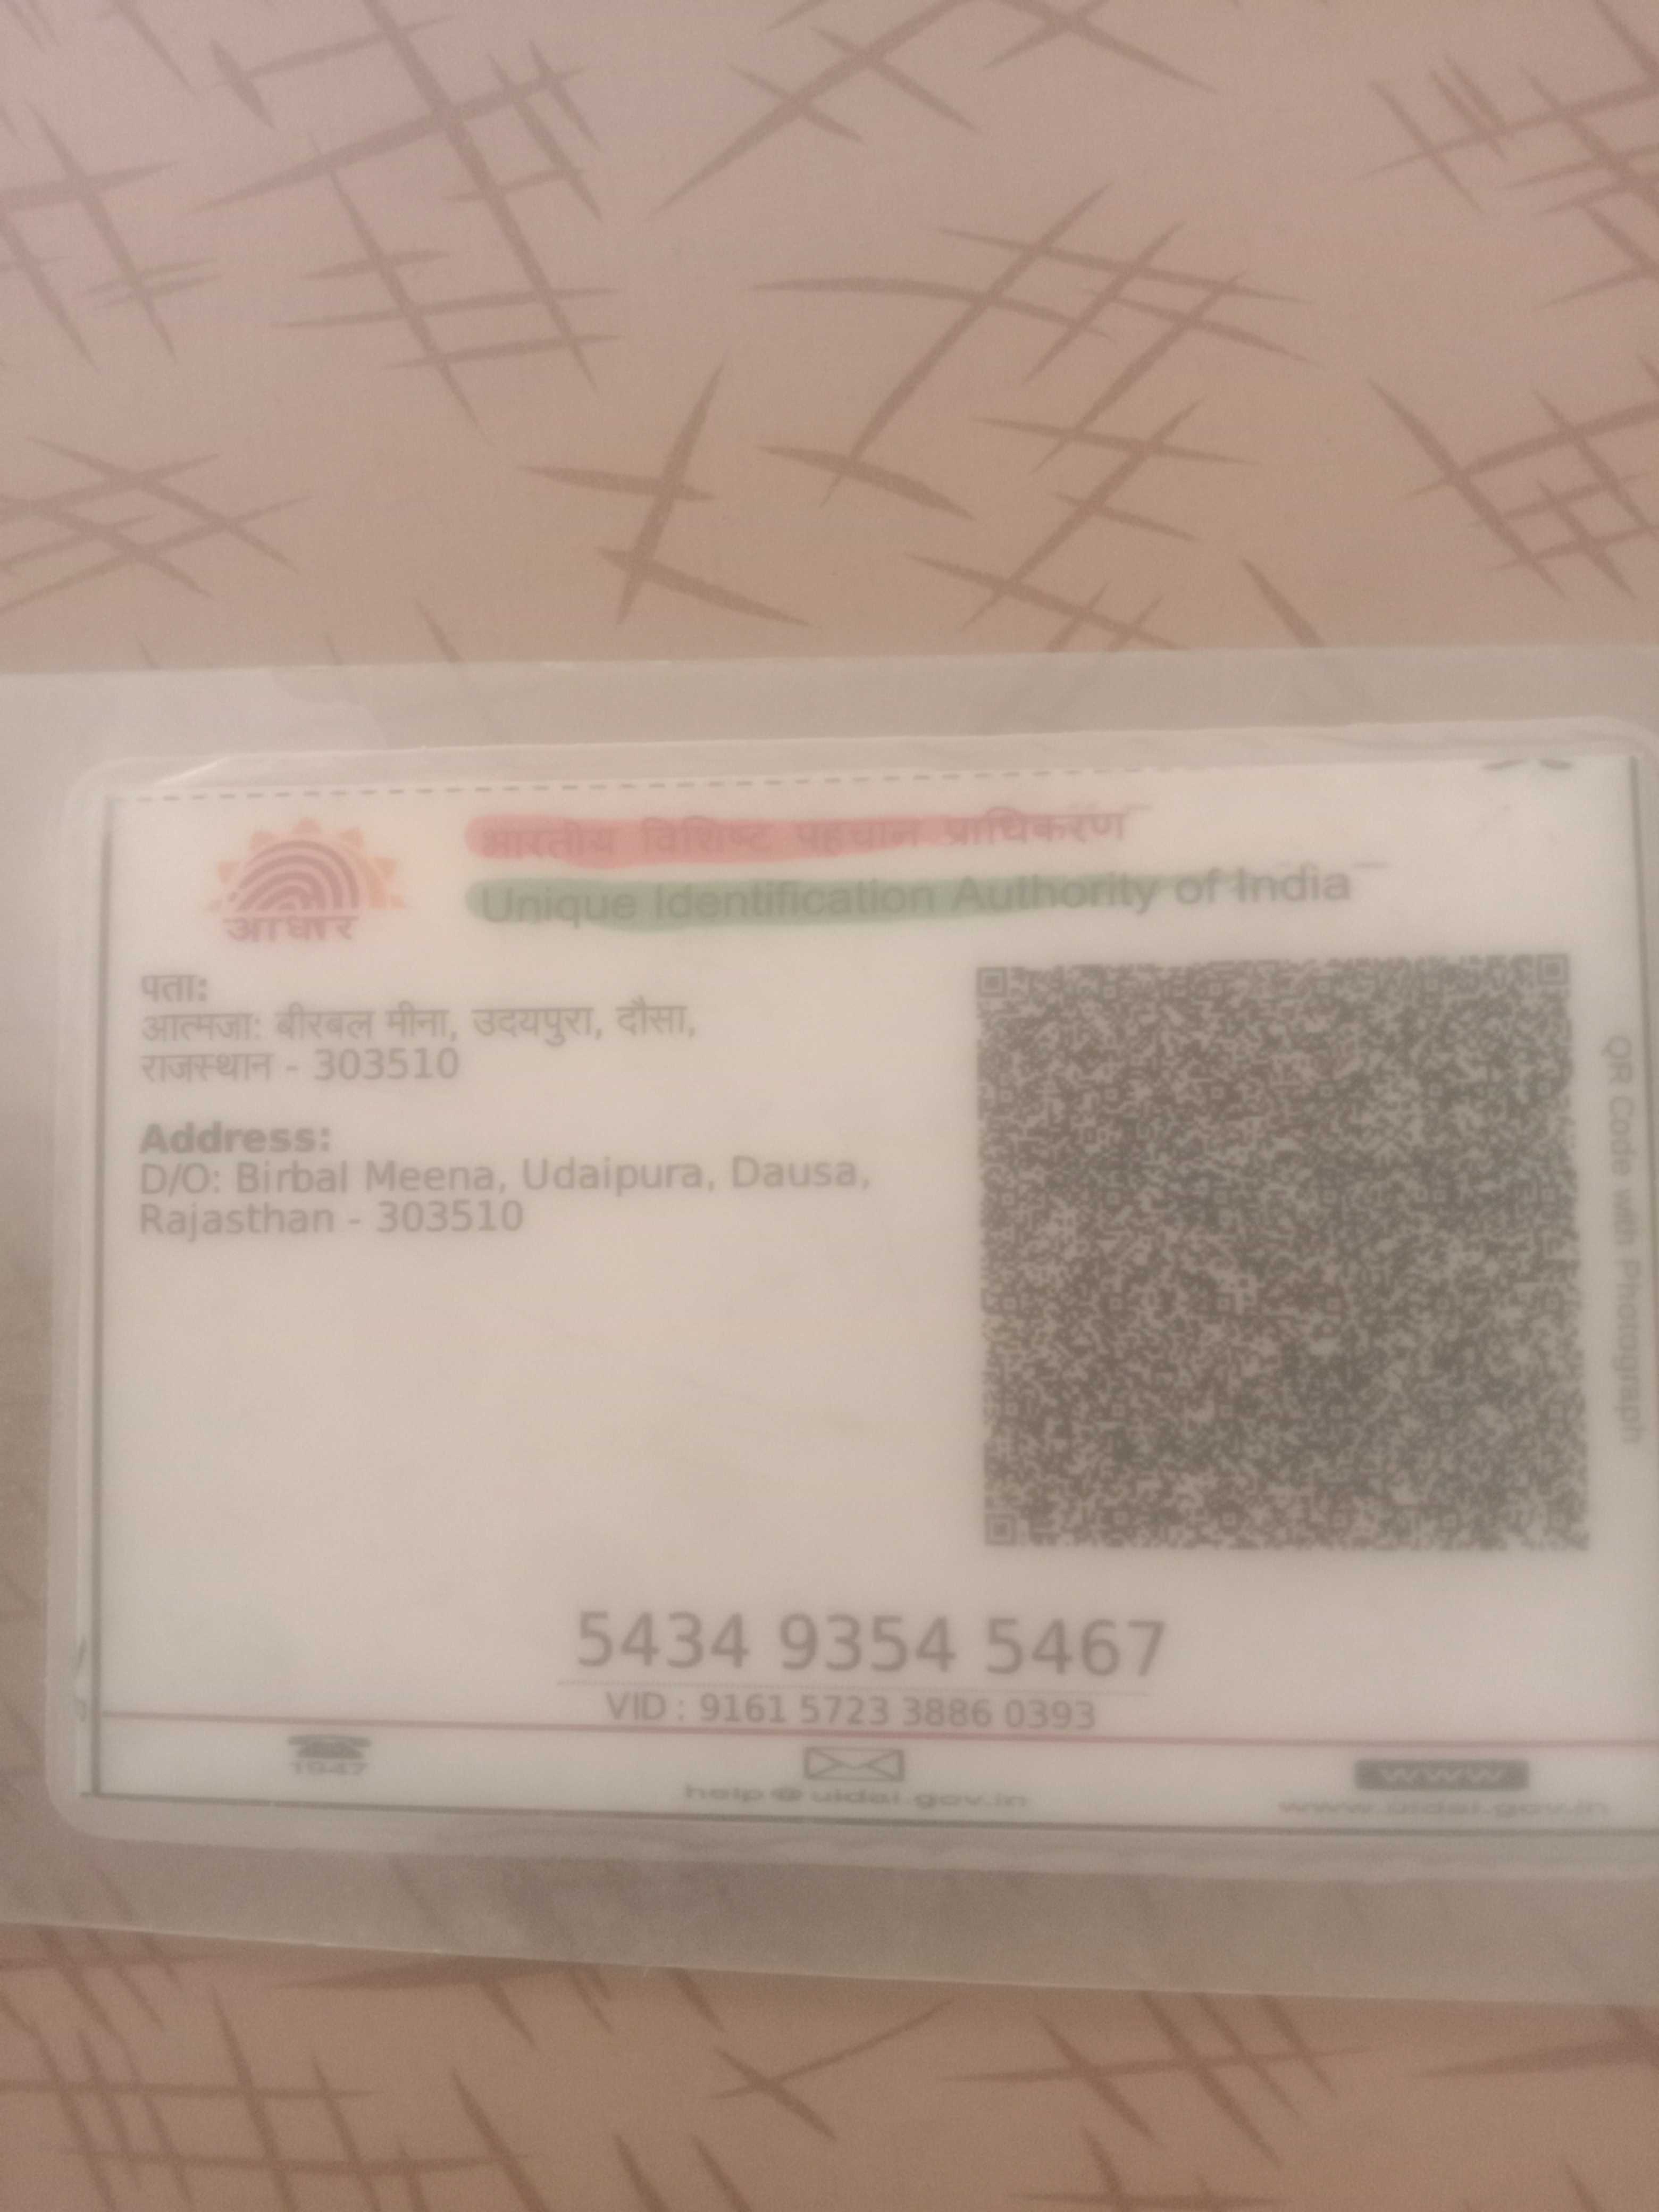 भारतीय विशिष्ट पहचान प्राधिकरण
Unique Identification Authority of India
आधार
पता:
आत्मजा: बीरबल मीना, उदयपुरा, दौसा,
राजस्थान - 303510
Address:
D/O: Birbal Meena, Udaipura, Dausa,
Rajasthan - 303510
QR Code with Photograph
5434 9354 5467
VID : 9161 5723 3886 0393
1947
help@uidai.gov.in
www
www.uidai.gov.in